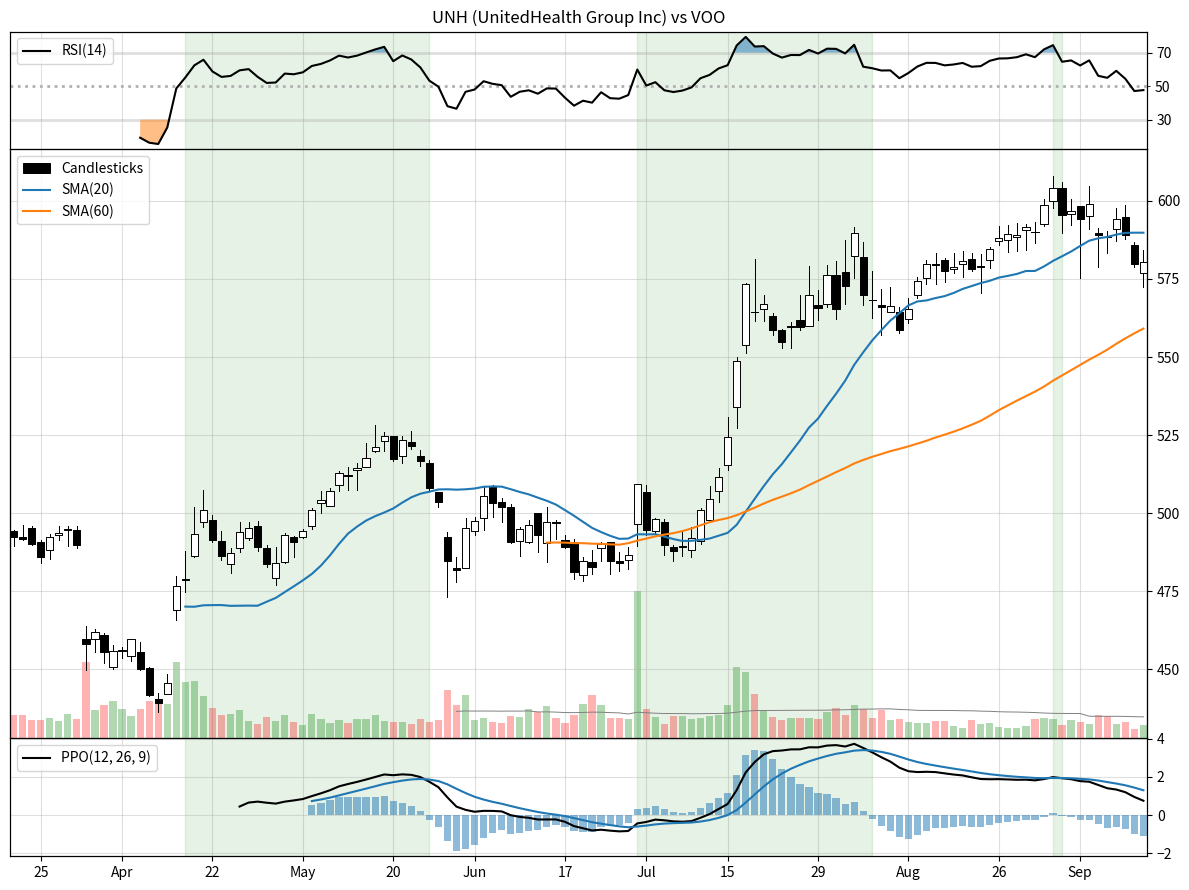 UNH (UnitedHealth Group Inc) vs VOO
RSI(14)
70
50
30
Candlesticks
SMA(20)
SMA(60)
600
575
550
525
500
475
450
PPO(12, 26, 9)
4
2
0
−2
25 Apr 22 May 20 Jun 17 Jul 15 29 Aug 26 Sep